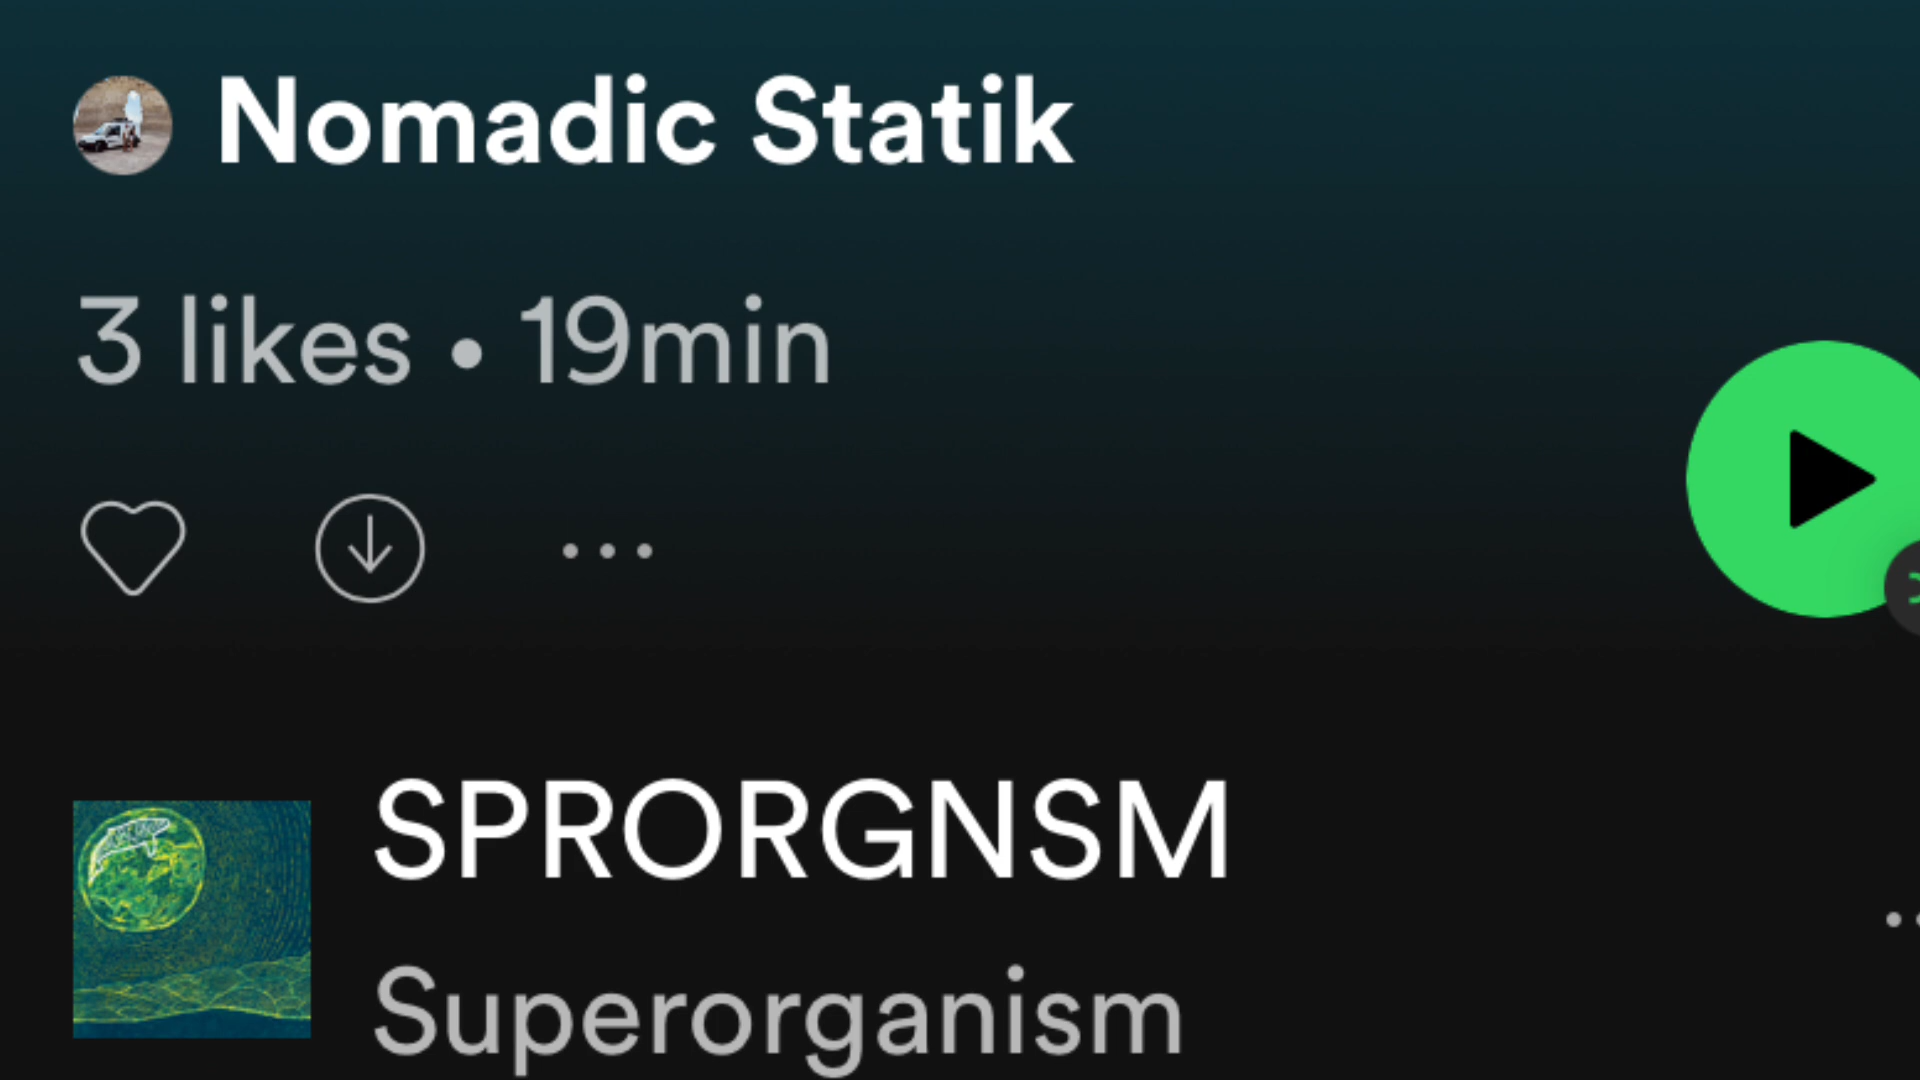 Nomadic Statik
3 likes • 19min
SPRORGNSM
Superorganism